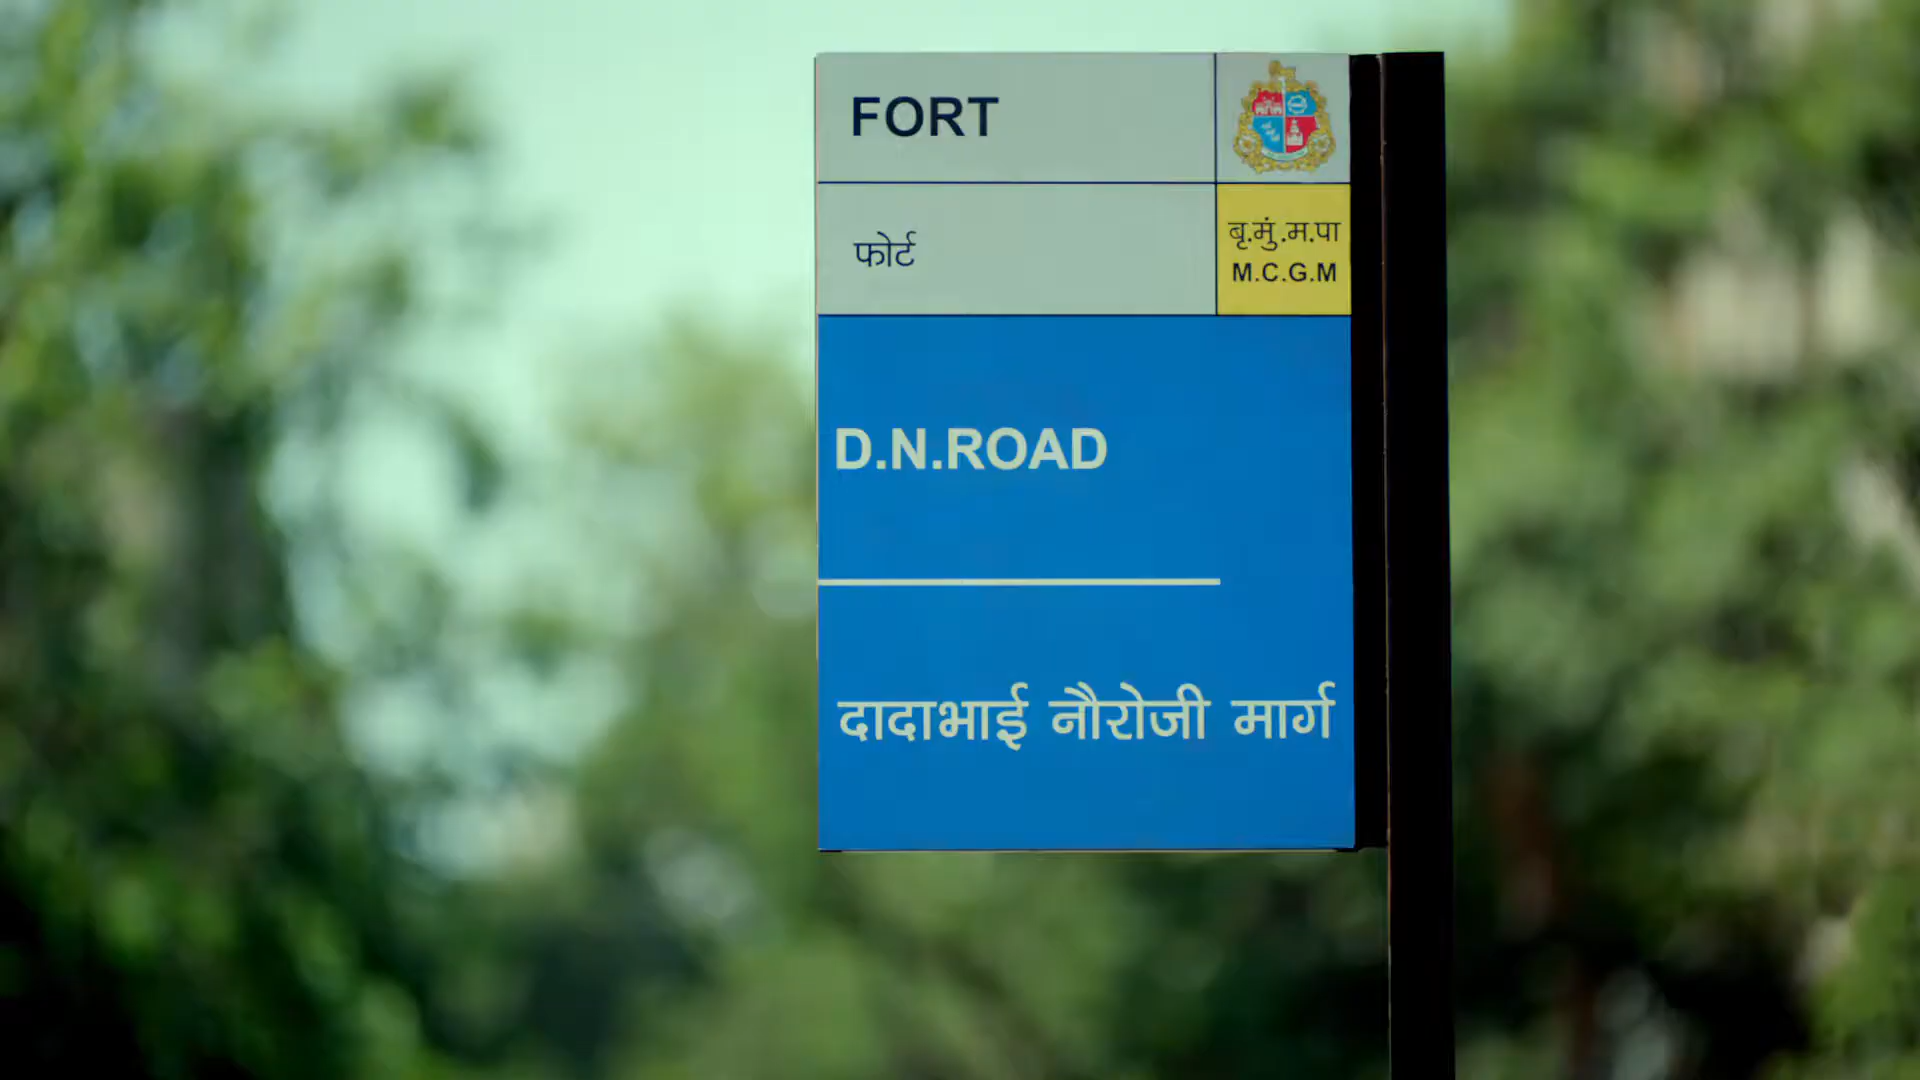 FORT
फोर्ट
बृ.मुं.म.पा
M.C.G.M
D.N.ROAD
दादाभाई नौरोजी मार्ग